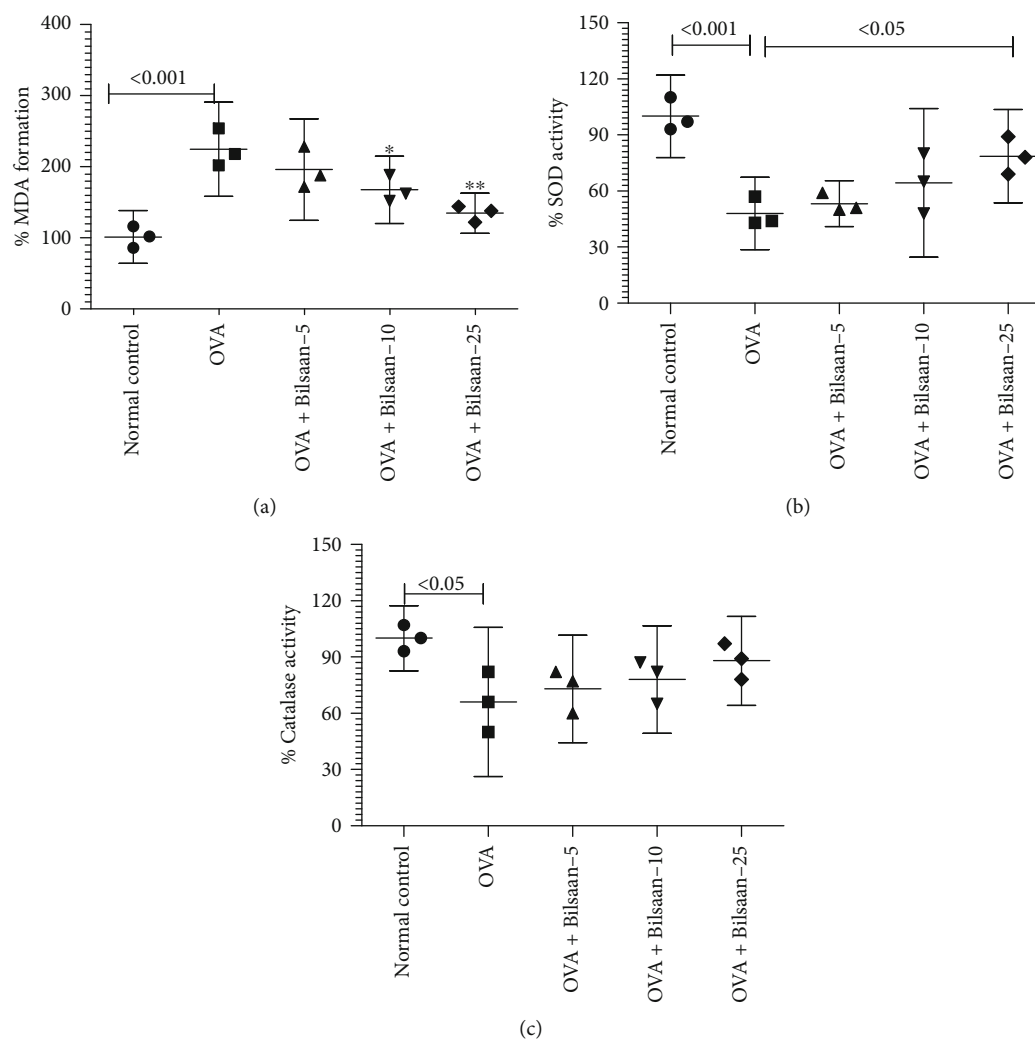 400
300
200
100
0
% MDA formation
<0.001
*
**
Normal control
OVA
OVA + Bilsaan–5
OVA + Bilsaan–10
OVA + Bilsaan–25
(a)
150
120
90
60
30
0
% SOD activity
<0.001
<0.05
Normal control
OVA
OVA + Bilsaan–5
OVA + Bilsaan–10
OVA + Bilsaan–25
(b)
150
120
90
60
30
0
% Catalase activity
<0.05
Normal control
OVA
OVA + Bilsaan–5
OVA + Bilsaan–10
OVA + Bilsaan–25
(c)